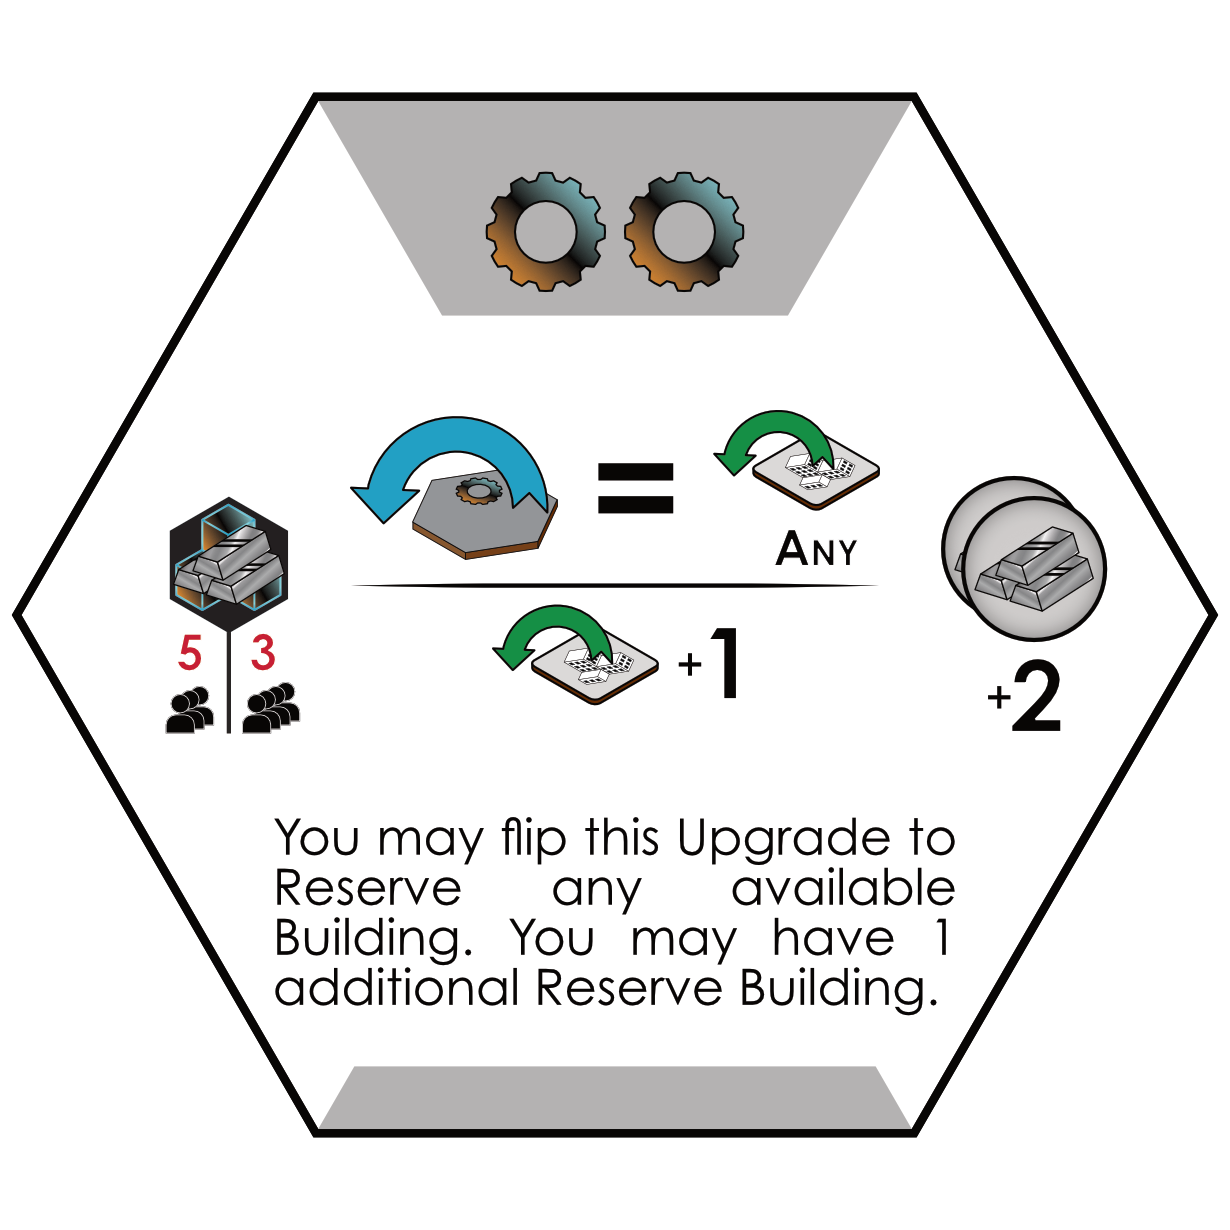 =
ANY
5 3
+1
+2
You may flip this Upgrade to
Reserve any available
Building. You may have 1
additional Reserve Building.